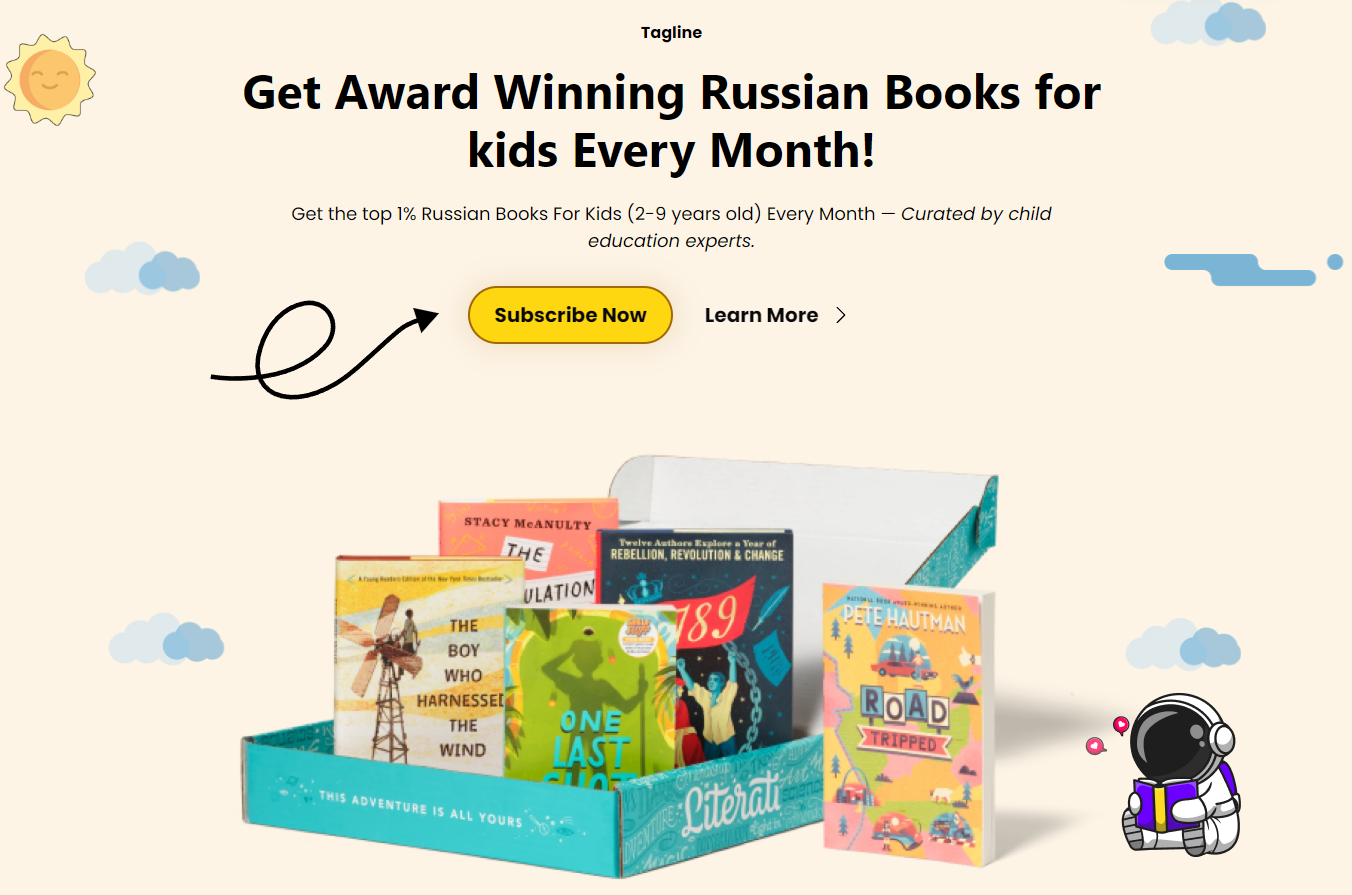 Tagline
Get Award Winning Russian Books for
kids Every Month!
Get the top 1% Russian Books For Kids (2-9 years old) Every Month — Curated by child
education experts.
Subscribe Now
Learn More
STACY McANULTY
THE
ULATION
Twelve Authors Explore a Year of
REBELLION, REVOLUTION & CHANGE
1789
A Young Readers Edition of the New York Times Bestseller
THE
BOY
WHO
HARNESSED
THE
WIND
ONE
LAST
SHOT
NATIONAL BOOK AWARD-WINNING AUTHOR
PETE HAUTMAN
ROAD
TRIPPED
THIS ADVENTURE IS ALL YOURS
Literati